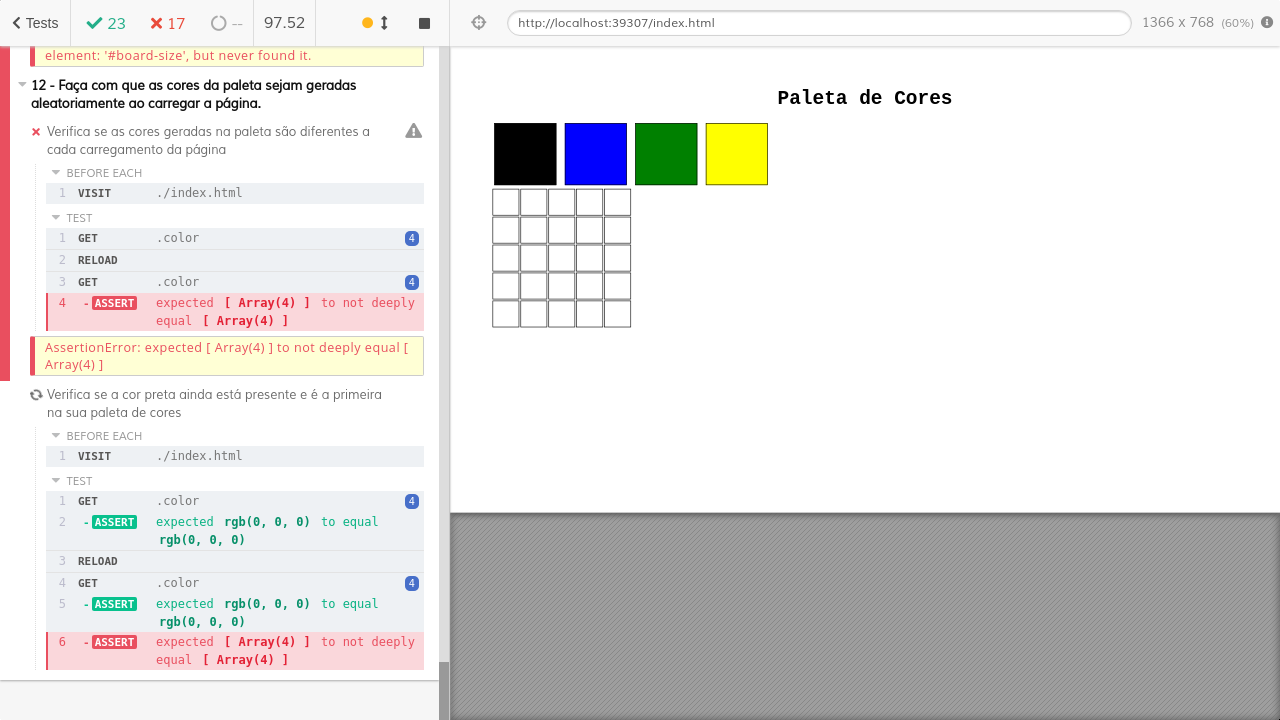 Tests 23 17 -- 97.52 http://localhost:39307/index.html 1366 x 768 (60%)
element: '#board-size', but never found it.
12 - Faça com que as cores da paleta sejam geradas
aleatoriamente ao carregar a página.
Verifica se as cores geradas na paleta são diferentes a
cada carregamento da página
BEFORE EACH
1 VISIT ./index.html
TEST
1 GET .color 4
2 RELOAD
3 GET .color 4
4 -ASSERT expected [ Array(4) ] to not deeply
equal [ Array(4) ]
AssertionError: expected [ Array(4) ] to not deeply equal [
Array(4) ]
Verifica se a cor preta ainda está presente e é a primeira
na sua paleta de cores
BEFORE EACH
1 VISIT ./index.html
TEST
1 GET .color 4
2 -ASSERT expected rgb(0, 0, 0) to equal
rgb(0, 0, 0)
3 RELOAD
4 GET .color 4
5 -ASSERT expected rgb(0, 0, 0) to equal
rgb(0, 0, 0)
6 -ASSERT expected [ Array(4) ] to not deeply
equal [ Array(4) ]
Paleta de Cores